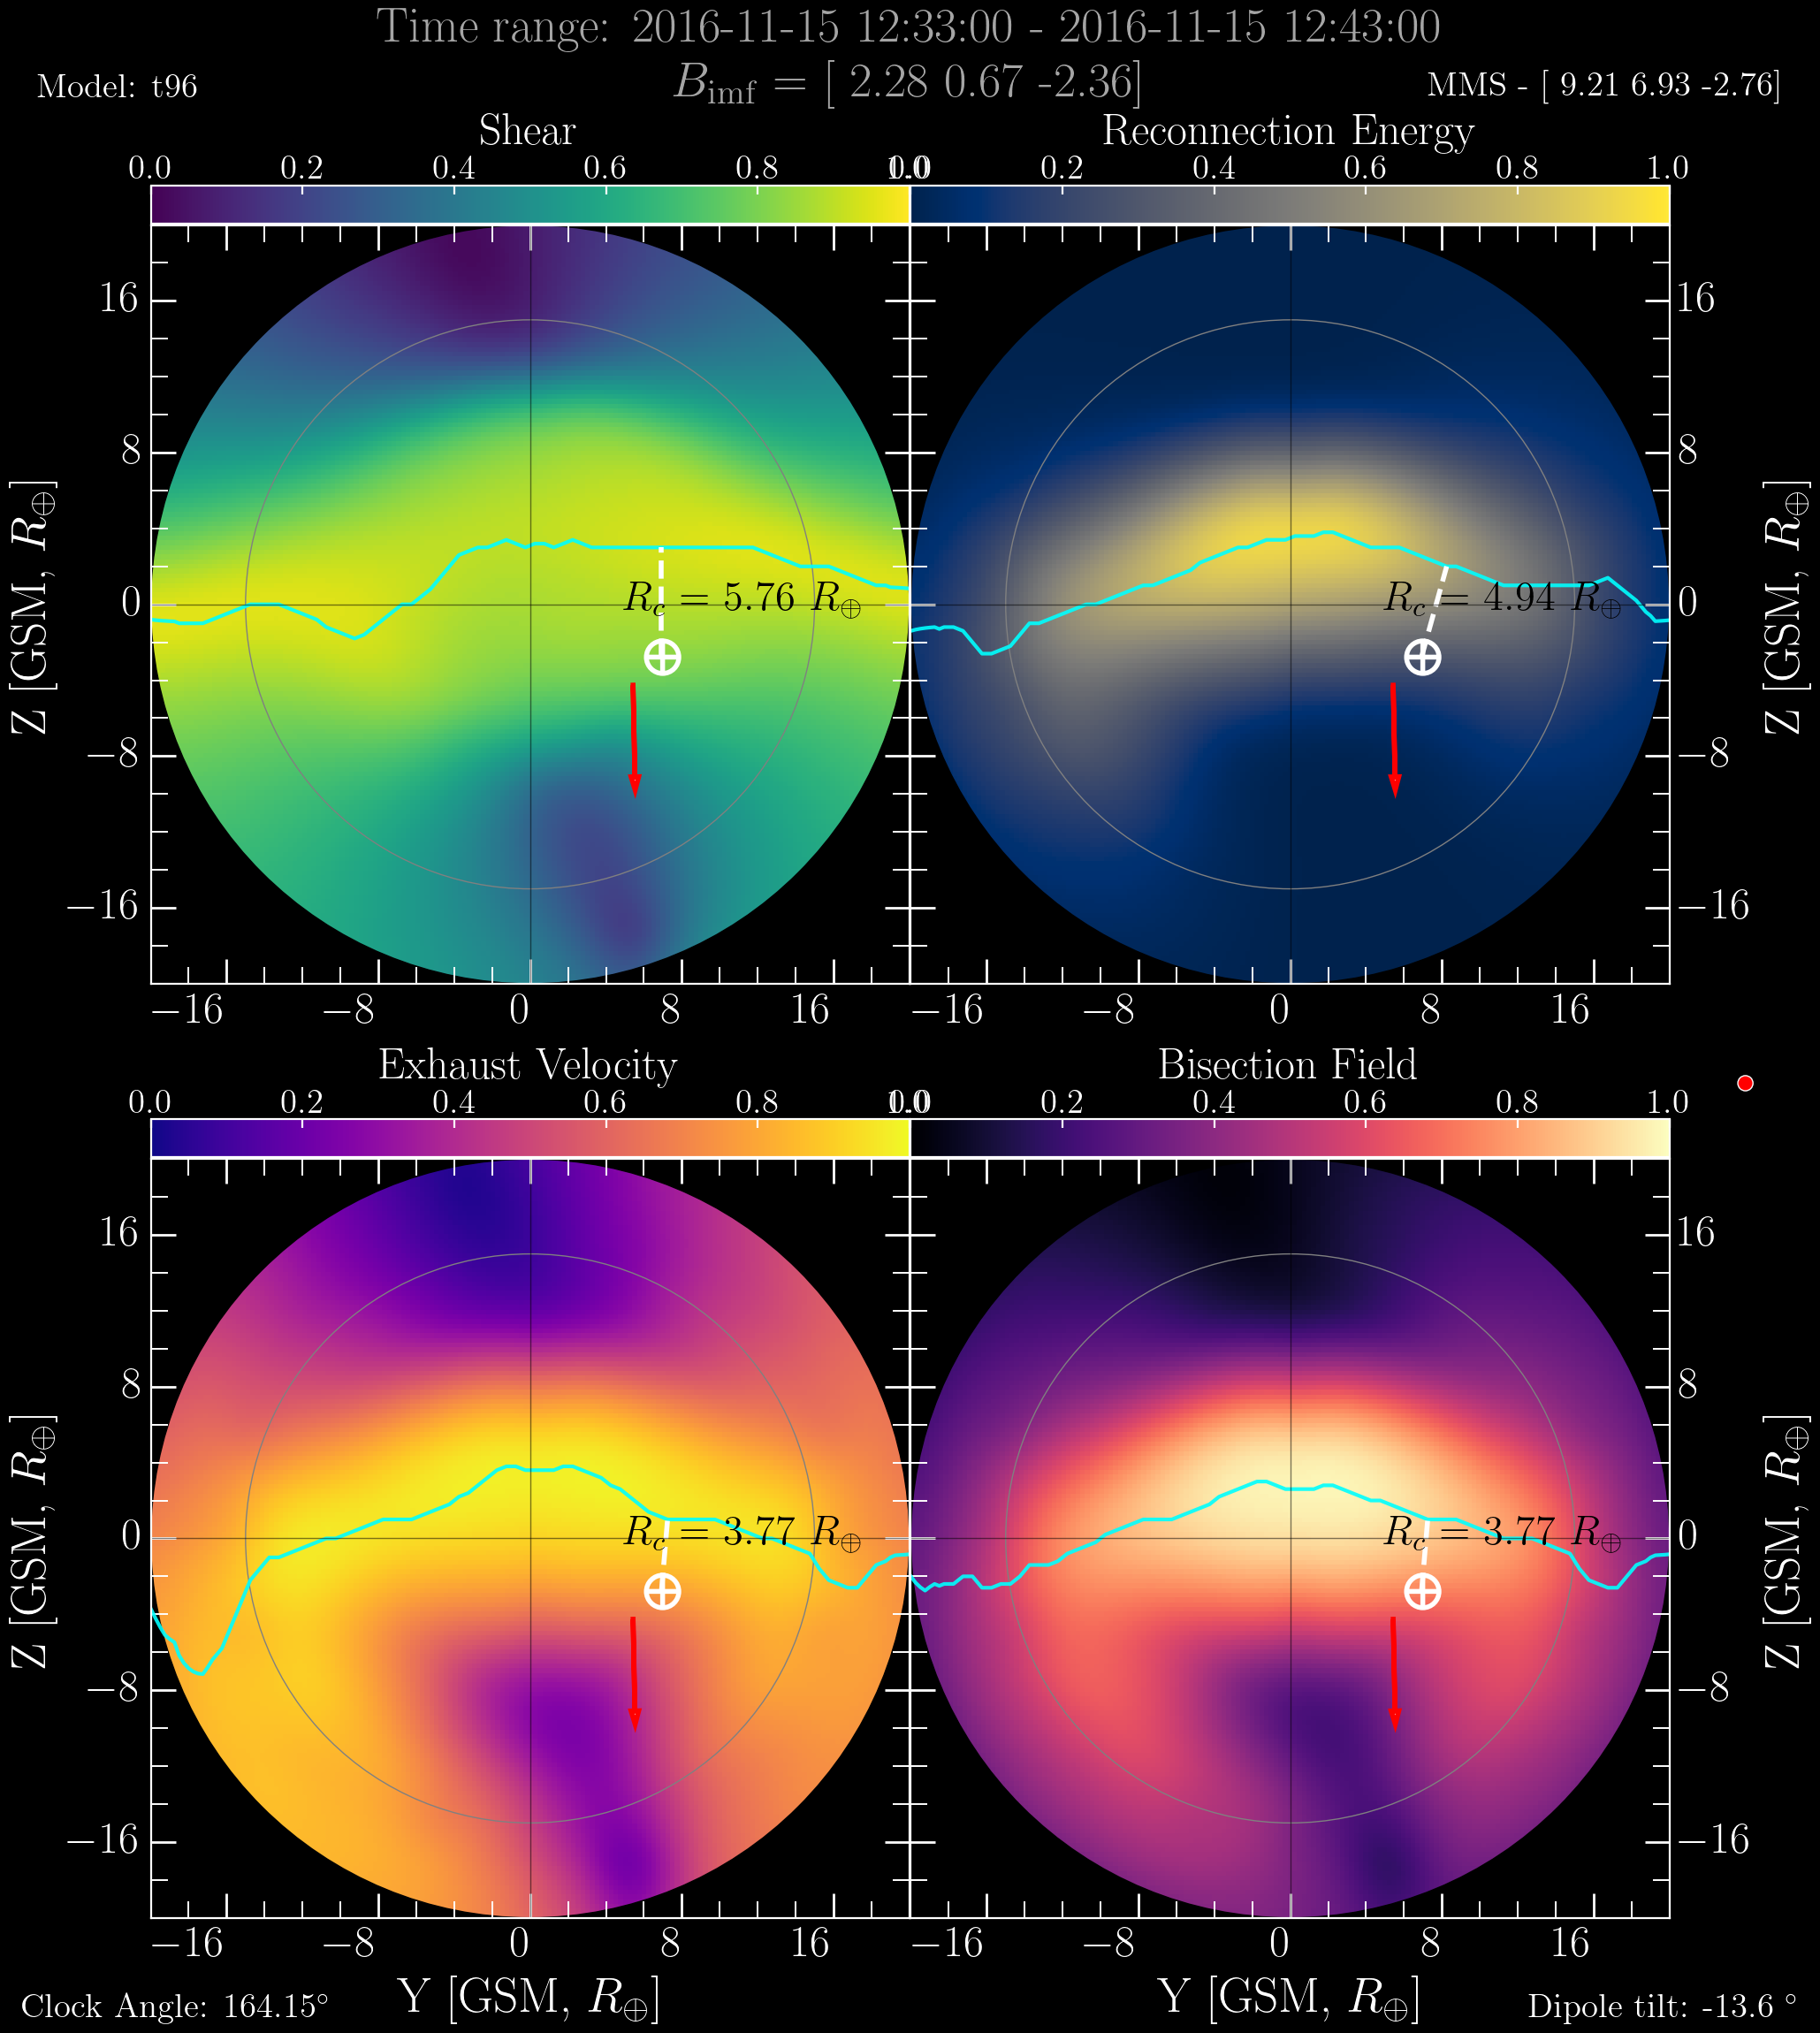 Time range: 2016-11-15 12:33:00 - 2016-11-15 12:43:00
Model: t96
B_imf = [ 2.28 0.67 -2.36]
MMS - [ 9.21 6.93 -2.76]
Shear
Reconnection Energy
0.0 0.2 0.4 0.6 0.8 1.0
0.0 0.2 0.4 0.6 0.8 1.0
16
8
0
−8
−16
Z [GSM, R⊕]
R_c = 5.76 R⊕
R_c = 4.94 R⊕
16
8
0
−8
−16
Z [GSM, R⊕]
−16 −8 0 8 16
−16 −8 0 8 16
Exhaust Velocity
Bisection Field
0.0 0.2 0.4 0.6 0.8 1.0
0.0 0.2 0.4 0.6 0.8 1.0
16
8
0
−8
−16
Z [GSM, R⊕]
R_c = 3.77 R⊕
R_c = 3.77 R⊕
16
8
0
−8
−16
Z [GSM, R⊕]
−16 −8 0 8 16
−16 −8 0 8 16
Y [GSM, R⊕]
Y [GSM, R⊕]
Clock Angle: 164.15°
Dipole tilt: -13.6 °